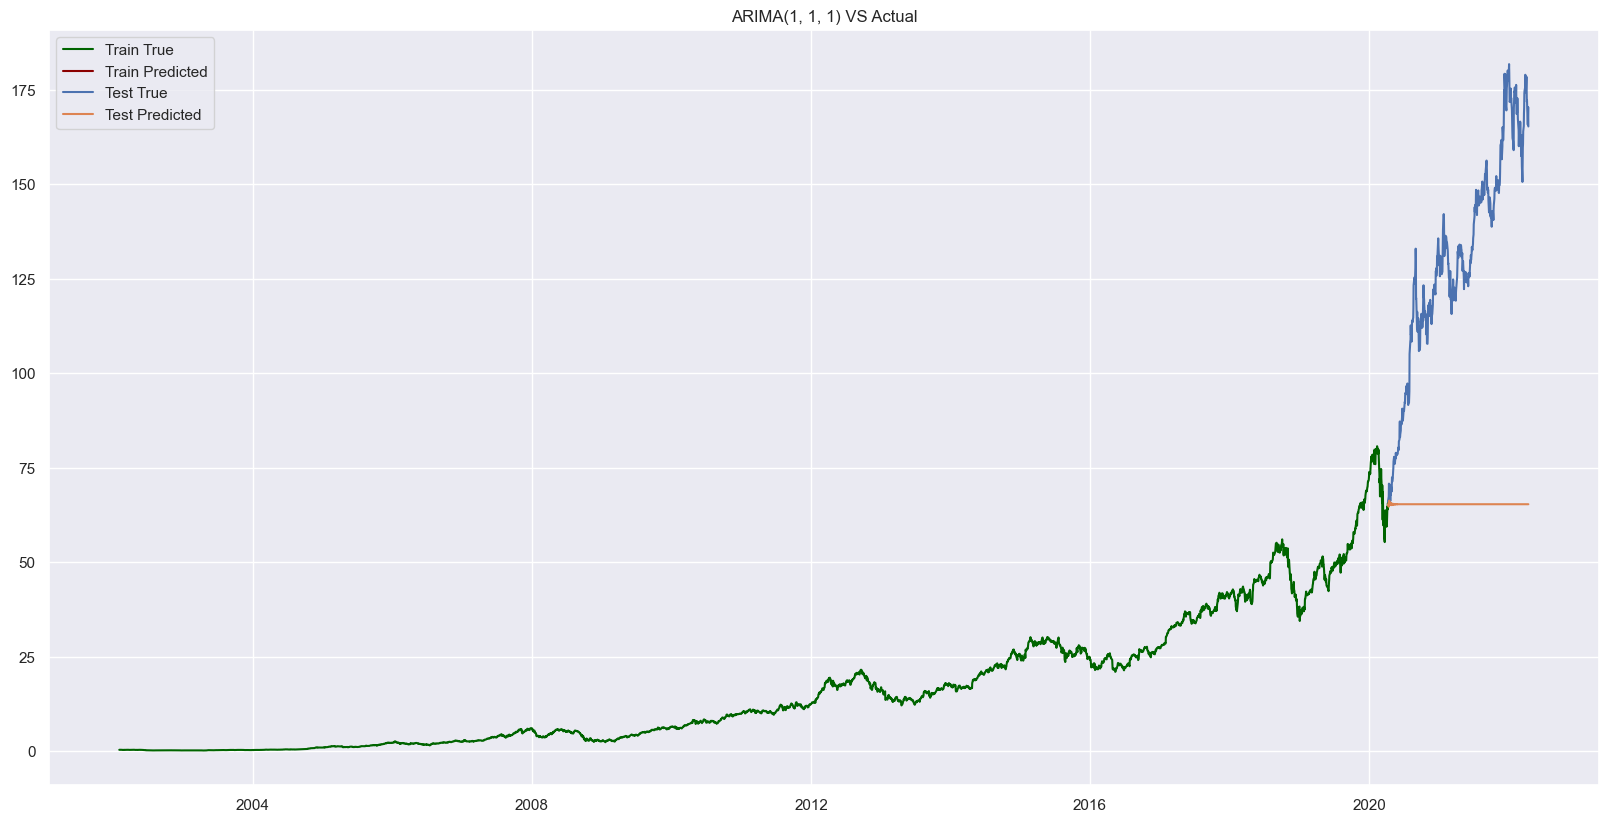 ARIMA(1, 1, 1) VS Actual
Train True
Train Predicted
Test True
Test Predicted
175
150
125
100
75
50
25
0
2004 2008 2012 2016 2020